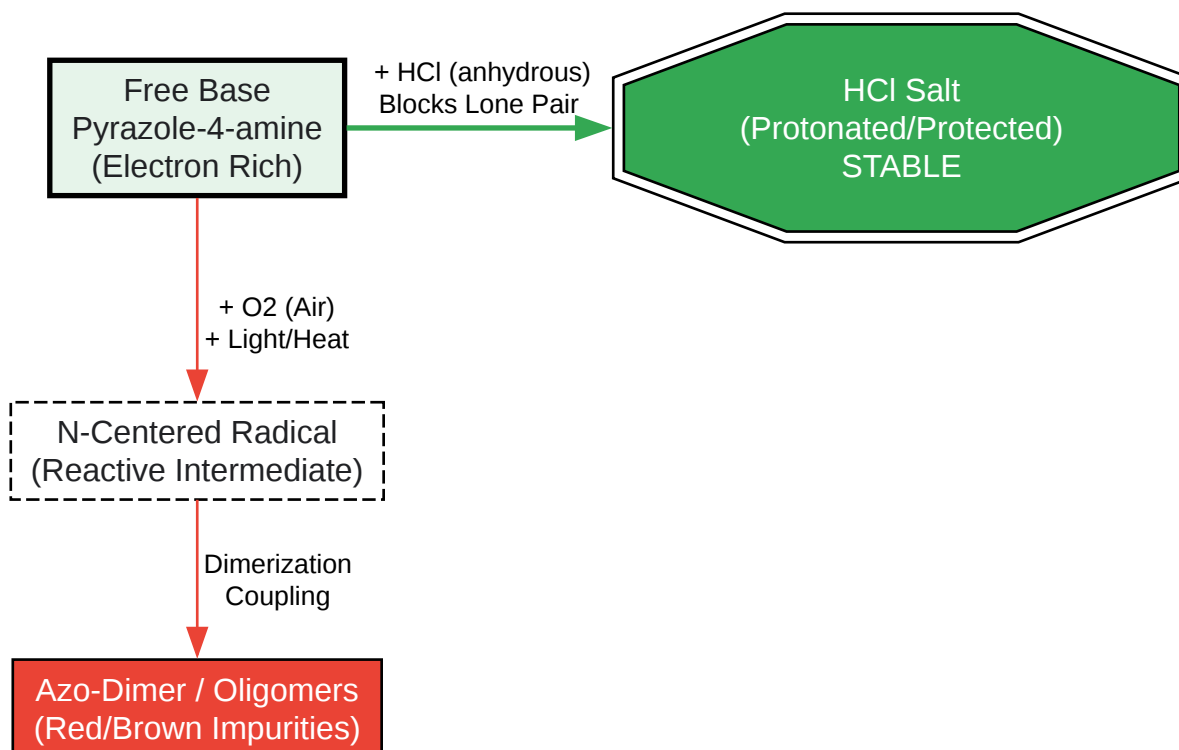 Free Base
Pyrazole-4-amine
(Electron Rich)
+ HCl (anhydrous)
Blocks Lone Pair
HCl Salt
(Protonated/Protected)
STABLE
+ O2 (Air)
+ Light/Heat
N-Centered Radical
(Reactive Intermediate)
Dimerization
Coupling
Azo-Dimer / Oligomers
(Red/Brown Impurities)